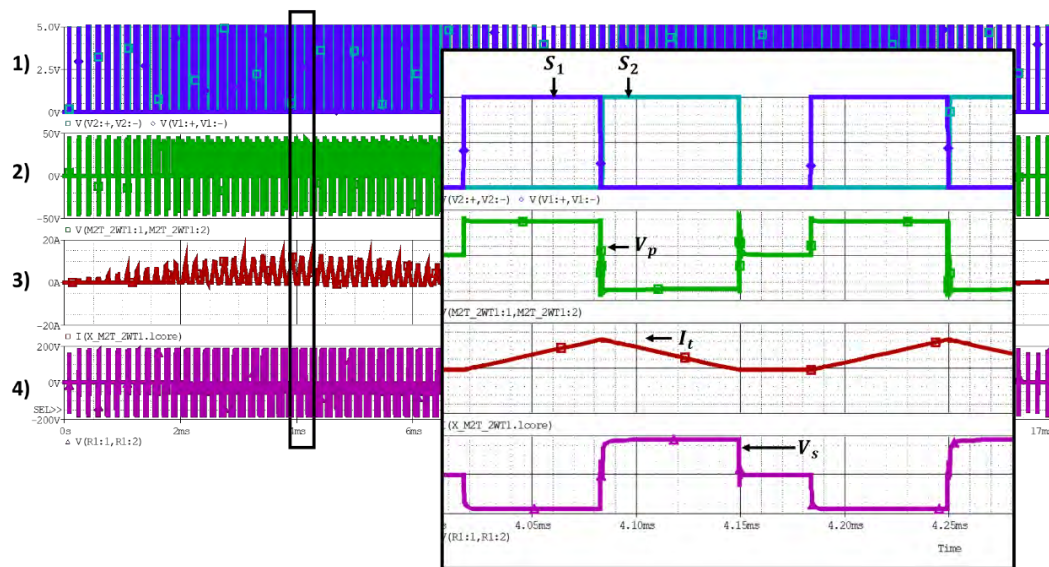 1)
5.0V
2.5V
0V
□ V(V2:+,V2:-) ◇ V(V1:+,V1:-)
2)
50V
0V
-50V
□ V(M2T_2WT1:1,M2T_2WT1:2)
3)
20A
0A
-20A
□ I(X_M2T_2WT1.lcore)
4)
200V
0V
SEL>>
-200V
0s
2ms
4ms
6ms
17ms
△ V(R1:1,R1:2)
S1
S2
V(V2:+,V2:-) ◇ V(V1:+,V1:-)
Vp
V(M2T_2WT1:1,M2T_2WT1:2)
It
I(X_M2T_2WT1.lcore)
Vs
4.05ms
4.10ms
4.15ms
4.20ms
4.25ms
V(R1:1,R1:2)
Time